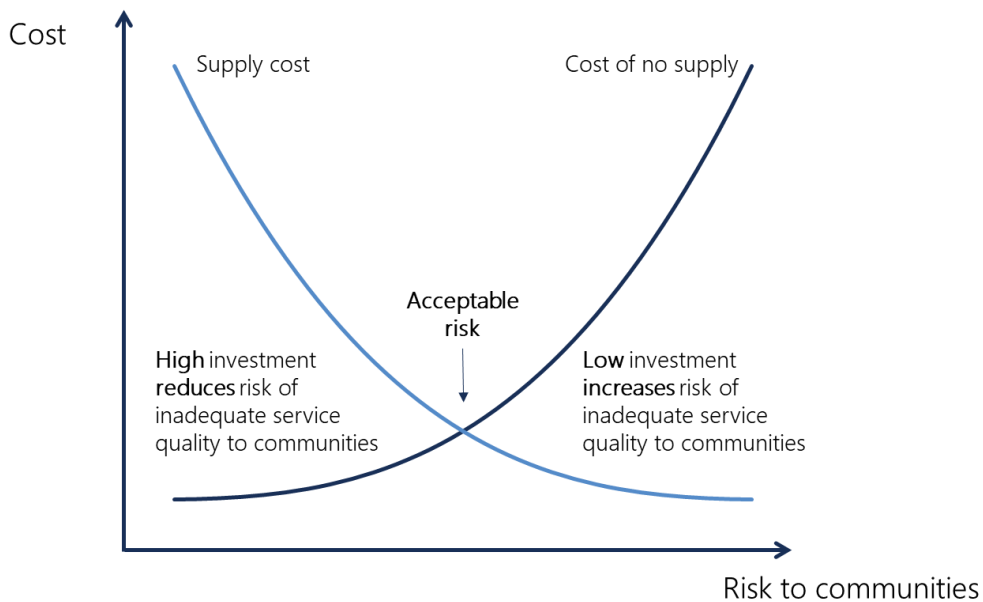 Cost
Supply cost
Cost of no supply
Acceptable
risk
High investment
reduces risk of
inadequate service
quality to communities
Low investment
increases risk of
inadequate service
quality to communities
Risk to communities